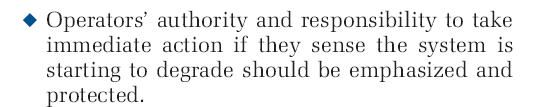 ◆ Operators’ authority and responsibility to take
immediate action if they sense the system is
starting to degrade should be emphasized and
protected.